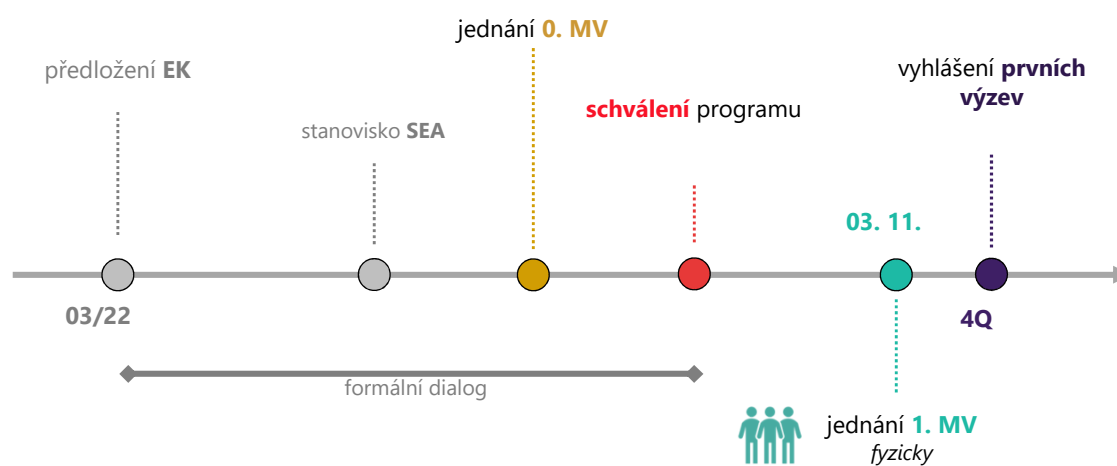 jednání 0. MV
předložení EK
vyhlášení prvních
výzev
schválení programu
stanovisko SEA
03. 11.
03/22
4Q
formální dialog
jednání 1. MV
fyzicky